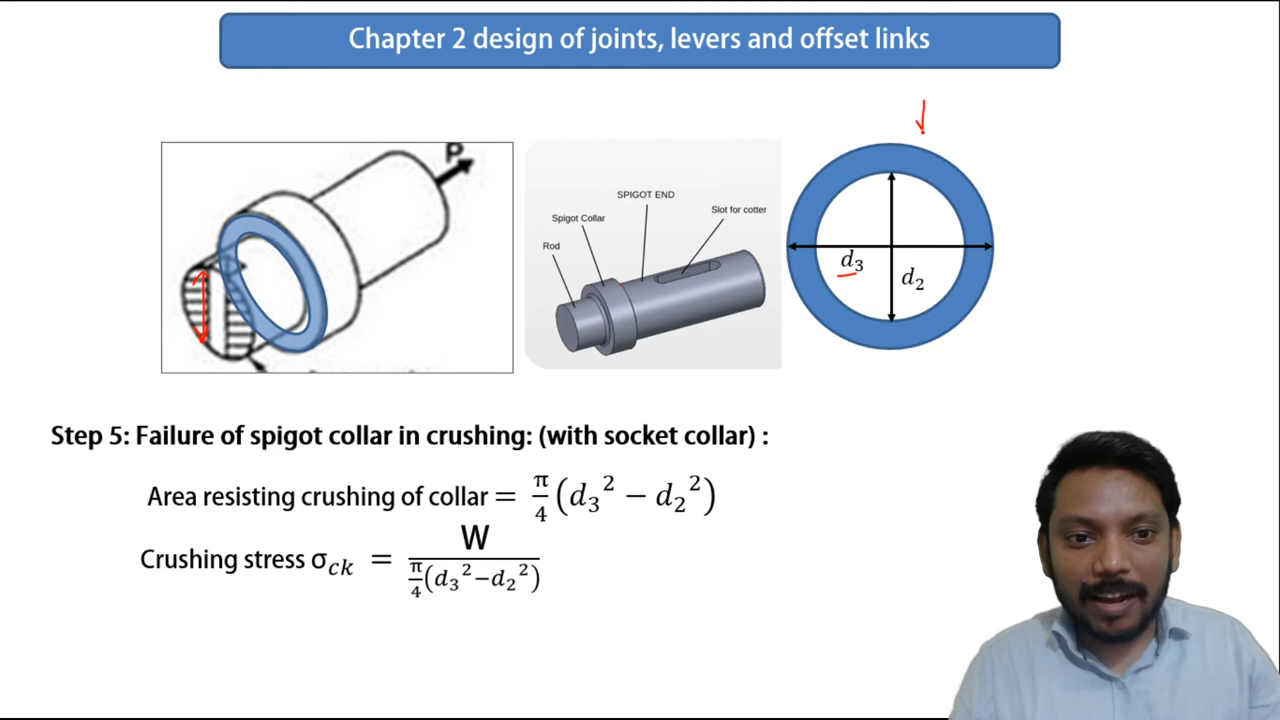 Chapter 2 design of joints, levers and offset links
P
SPIGOT END
Spigot Collar
Slot for cotter
Rod
d₃
d₂
Step 5: Failure of spigot collar in crushing: (with socket collar) :
Area resisting crushing of collar = π/4 (d₃² − d₂²)
Crushing stress σ_ck = W / π/4 (d₃²−d₂²)